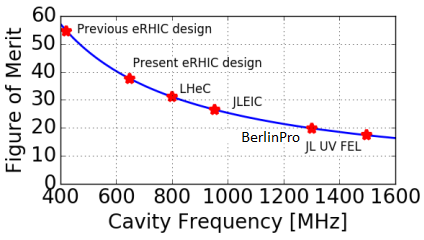 60
50
40
30
20
10
0
Figure of Merit
Previous eRHIC design
Present eRHIC design
LHeC
JLEIC
BerlinPro
JL UV FEL
400 600 800 1000 1200 1400 1600
Cavity Frequency [MHz]